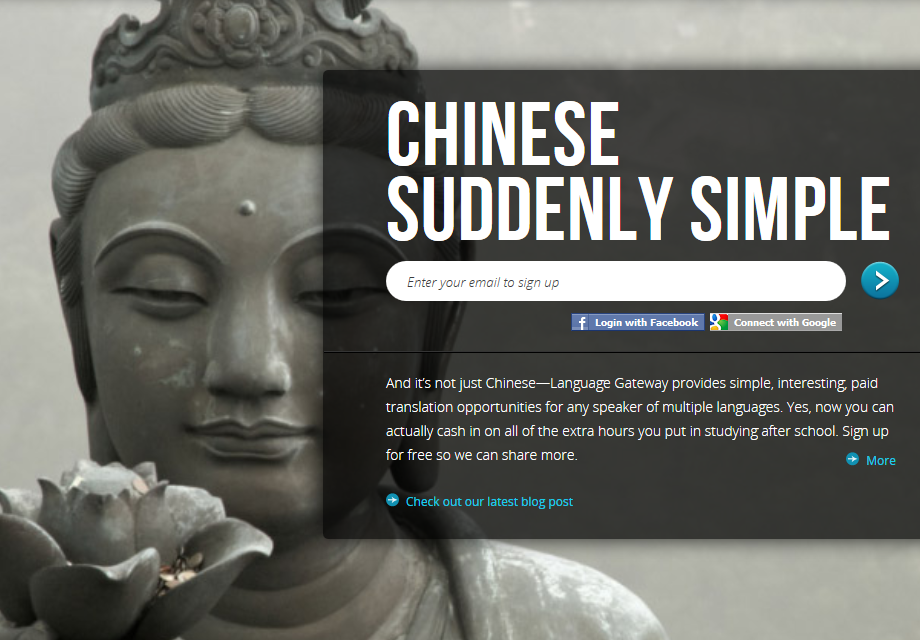 CHINESE
SUDDENLY SIMPLE
Enter your email to sign up
Login with Facebook
Connect with Google
And it's not just Chinese—Language Gateway provides simple, interesting, paid
translation opportunities for any speaker of multiple languages. Yes, now you can
actually cash in on all of the extra hours you put in studying after school. Sign up
for free so we can share more.
More
Check out our latest blog post